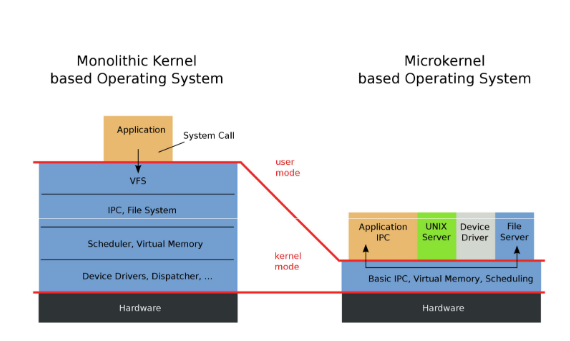 Monolithic Kernel
based Operating System
Microkernel
based Operating System
Application
System Call
user
mode
VFS
IPC, File System
Scheduler, Virtual Memory
kernel
mode
Device Drivers, Dispatcher, ...
Hardware
Application
IPC
UNIX
Server
Device
Driver
File
Server
Basic IPC, Virtual Memory, Scheduling
Hardware